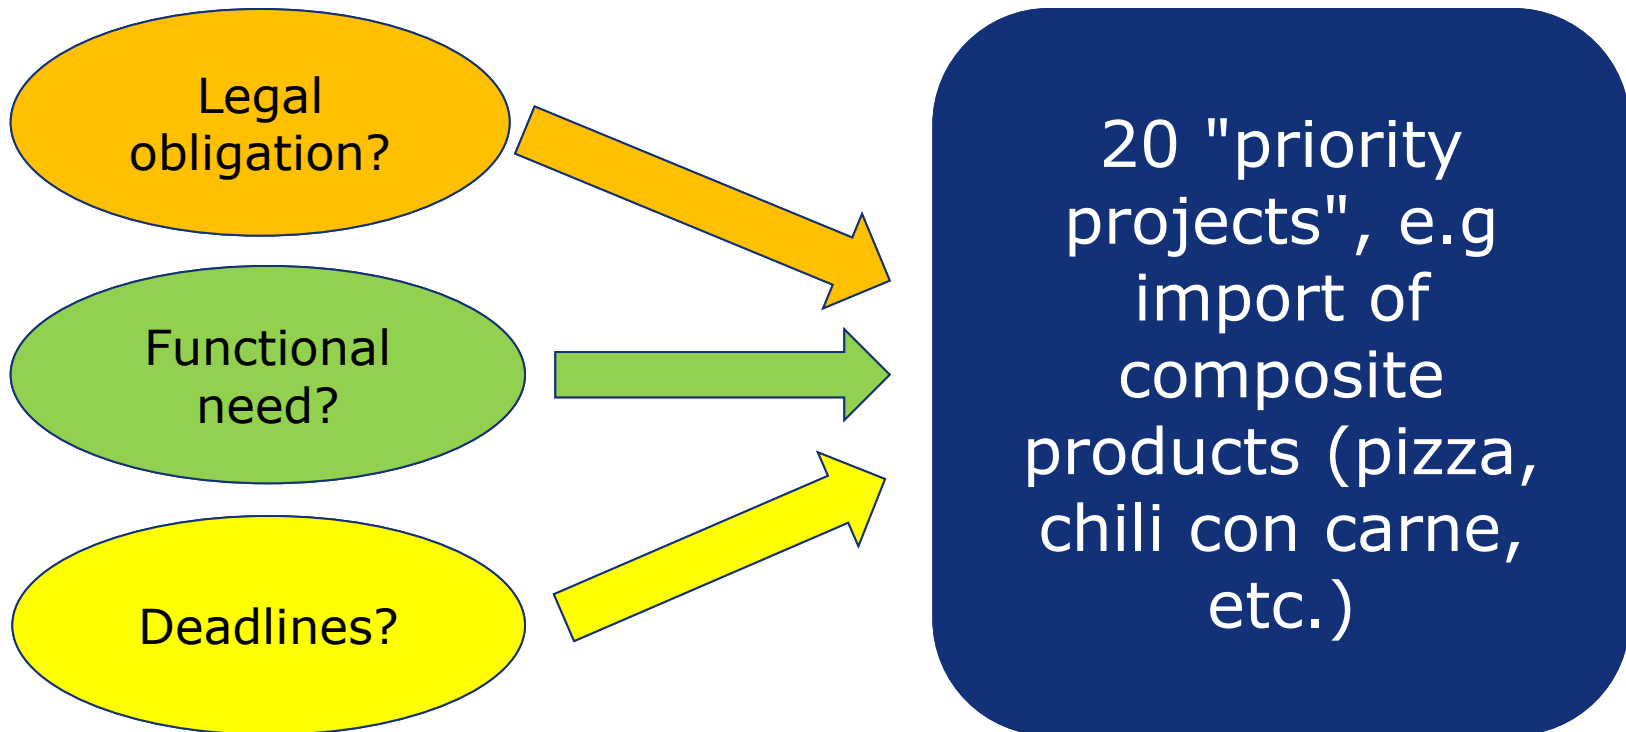 Legal
obligation?
Functional
need?
Deadlines?
20 "priority
projects", e.g
import of
composite
products (pizza,
chili con carne,
etc.)